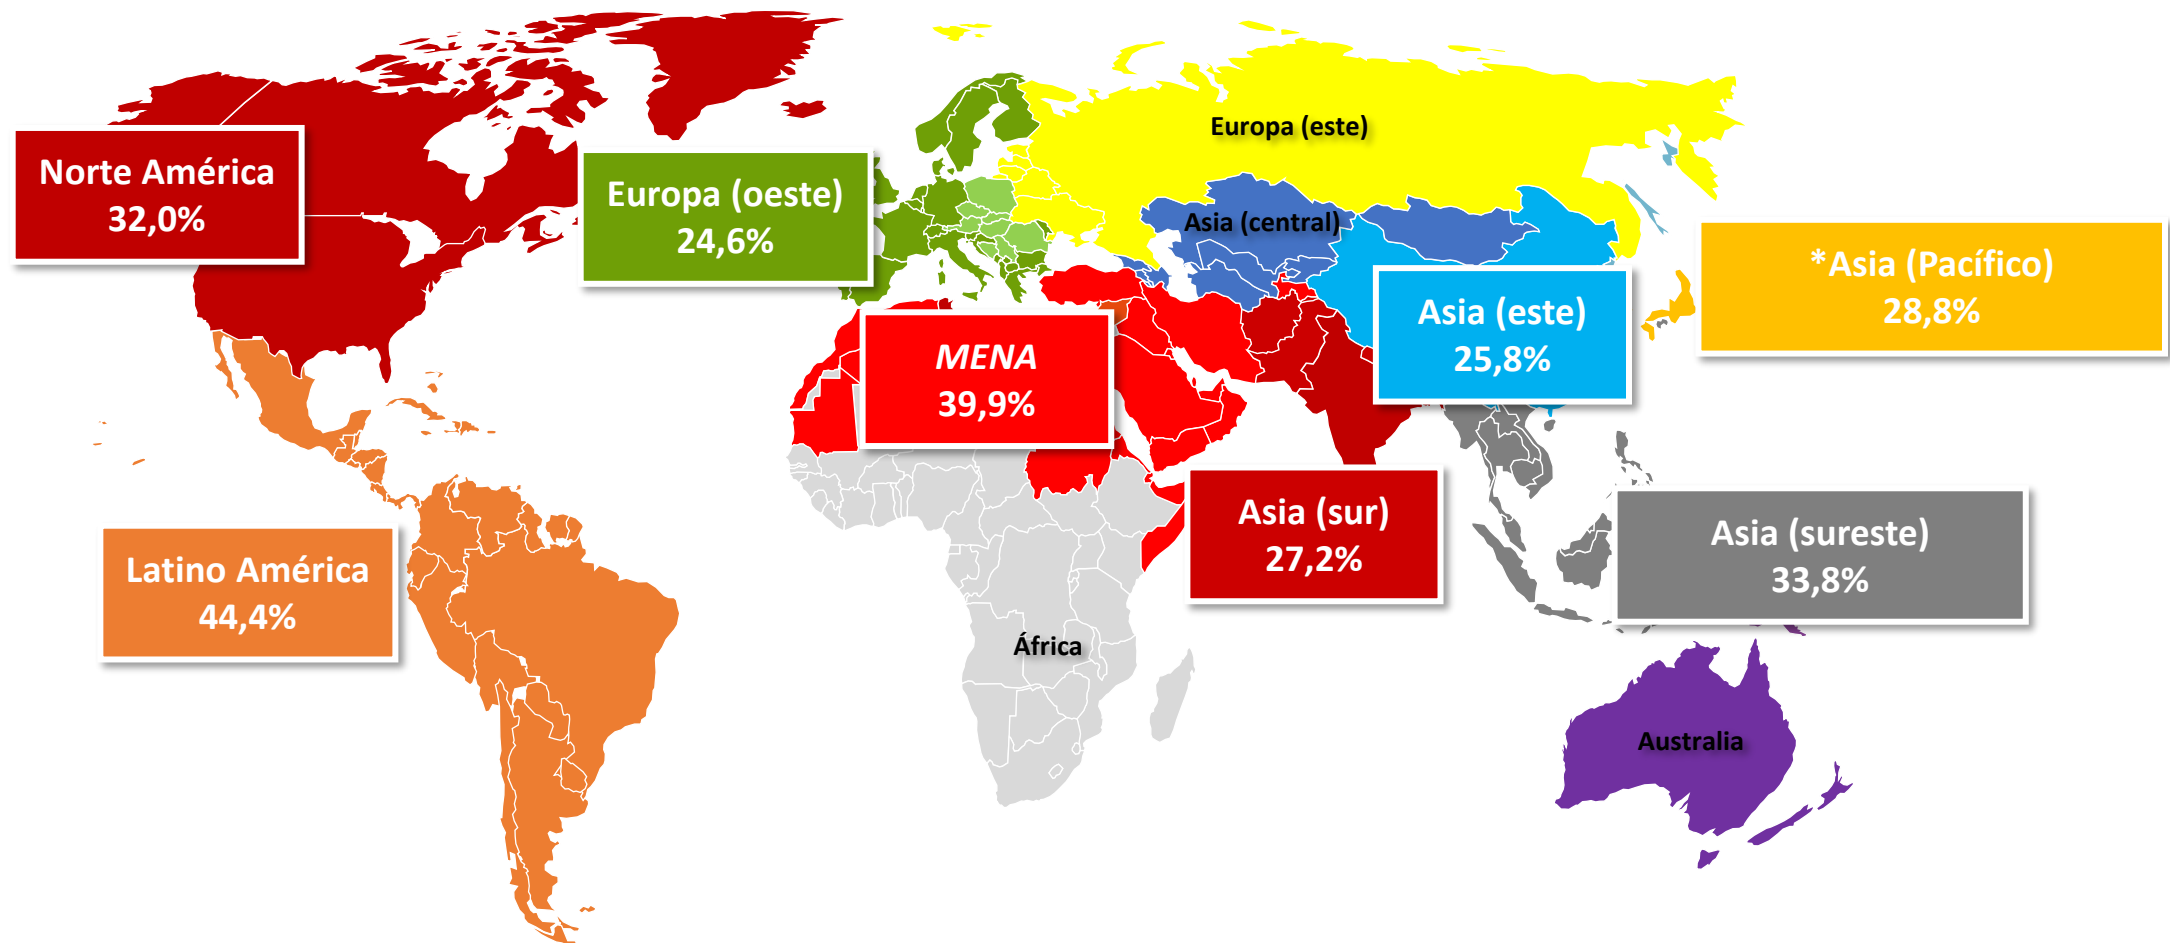 Europa (este)
Norte América
32,0%
Europa (oeste)
24,6%
Asia (central)
*Asia (Pacífico)
28,8%
Asia (este)
25,8%
MENA
39,9%
Asia (sur)
27,2%
Asia (sureste)
33,8%
Latino América
44,4%
África
Australia